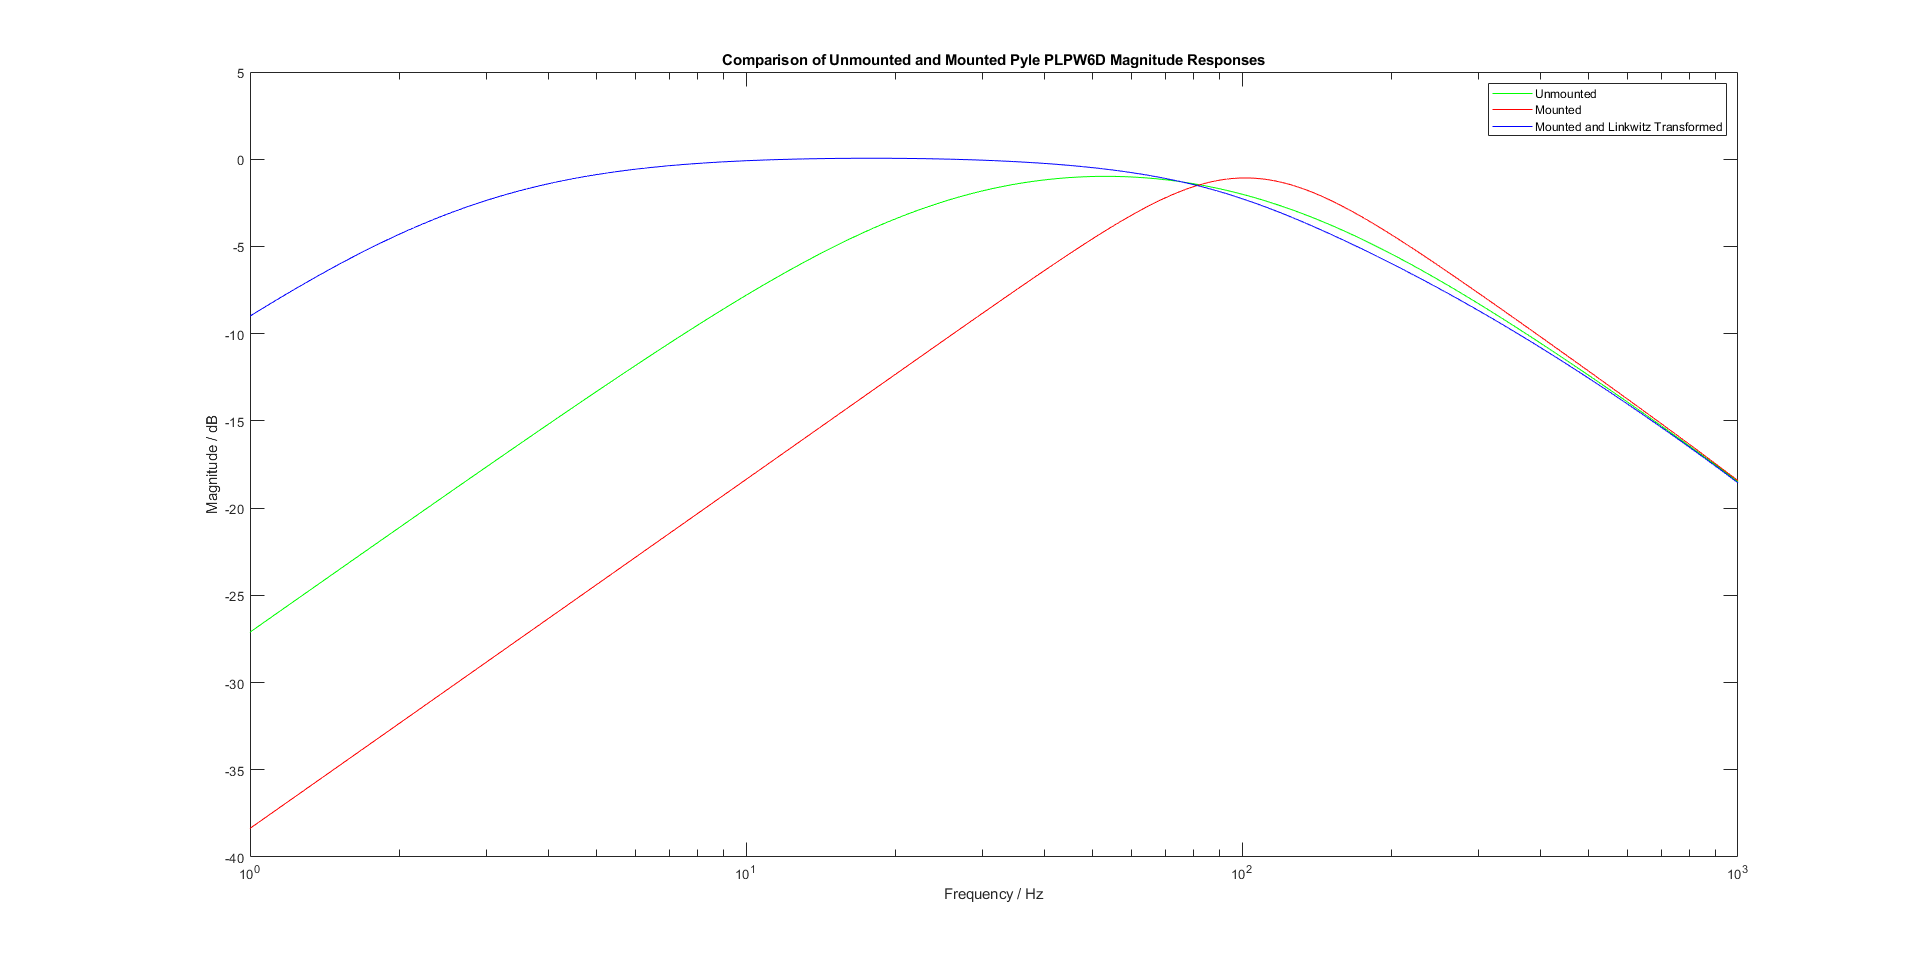 Comparison of Unmounted and Mounted Pyle PLPW6D Magnitude Responses
5
0
-5
-10
-15
-20
-25
-30
-35
-40
Magnitude / dB
Unmounted
Mounted
Mounted and Linkwitz Transformed
10^0
10^1
10^2
10^3
Frequency / Hz